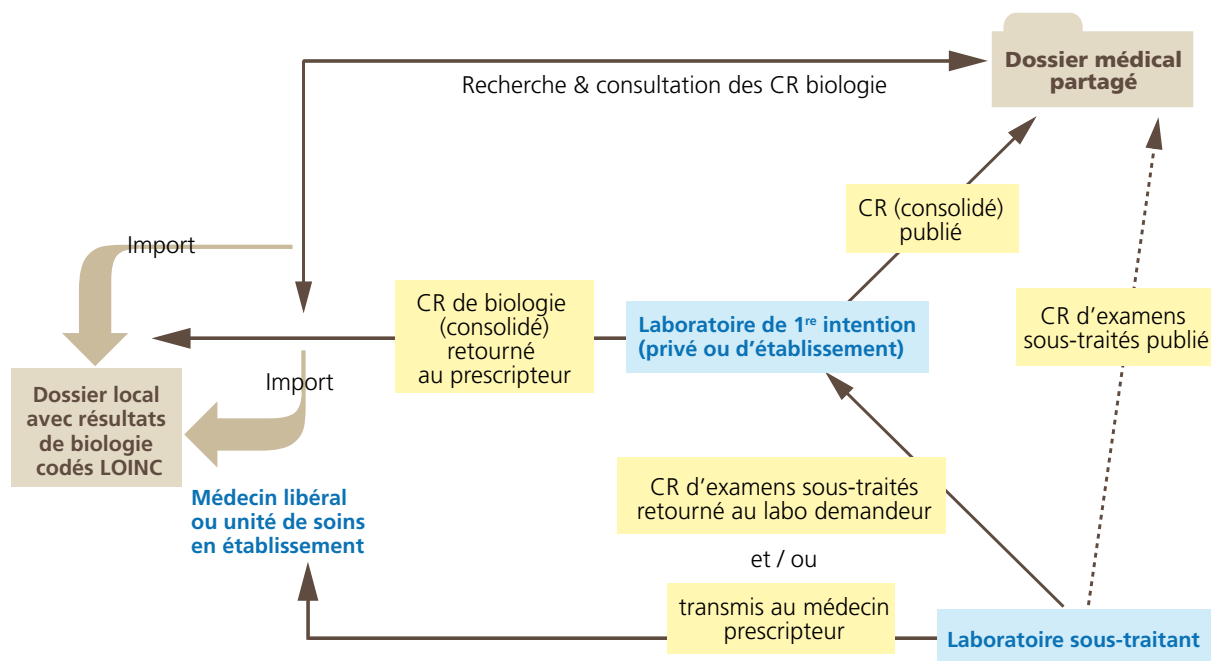 Dossier médical
partagé
Recherche & consultation des CR biologie
CR (consolidé)
publié
Import
CR de biologie
(consolidé)
retourné
au prescripteur
Laboratoire de 1re intention
(privé ou d'établissement)
CR d'examens
sous-traités publié
Import
Dossier local
avec résultats
de biologie
codés LOINC
Médecin libéral
ou unité de soins
en établissement
CR d'examens sous-traités
retourné au labo demandeur
et / ou
transmis au médecin
prescripteur
Laboratoire sous-traitant